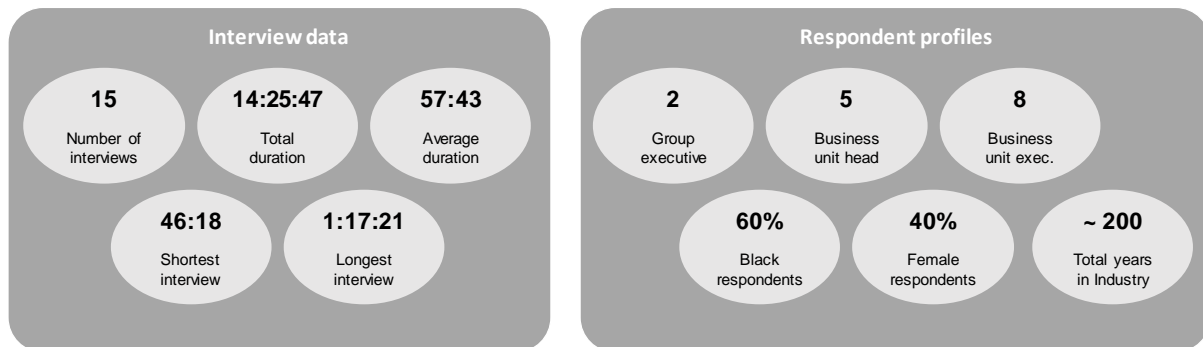 Interview data
15
Number of
interviews
14:25:47
Total
duration
57:43
Average
duration
46:18
Shortest
interview
1:17:21
Longest
interview
Respondent profiles
2
Group
executive
5
Business
unit head
8
Business
unit exec.
60%
Black
respondents
40%
Female
respondents
~ 200
Total years
in Industry